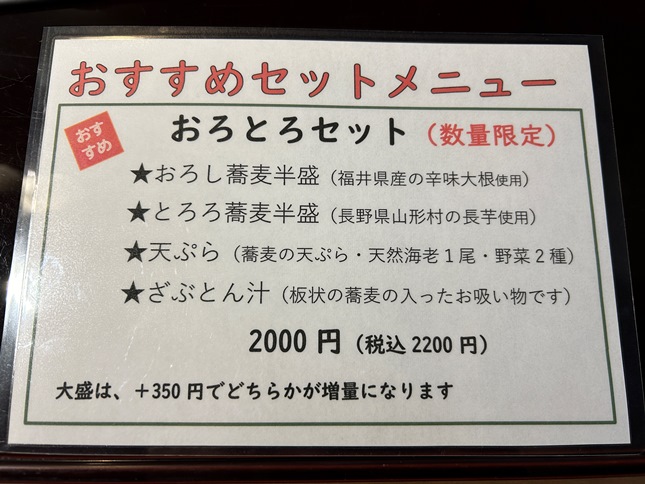 おすすめセットメニュー
おす
すめ
おろとろセット（数量限定）
★おろし蕎麦半盛（福井県産の辛味大根使用）
★とろろ蕎麦半盛（長野県山形村の長芋使用）
★天ぷら（蕎麦の天ぷら・天然海老１尾・野菜２種）
★ざぶとん汁（板状の蕎麦の入ったお吸い物です）
2000 円（税込 2200 円）
大盛は、＋350 円でどちらかが増量になります